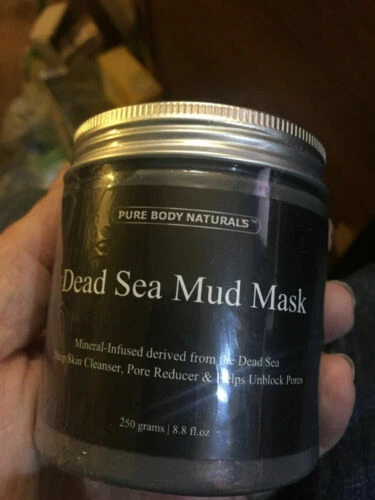 PURE BODY NATURALS™
Dead Sea Mud Mask
Mineral-Infused derived from the Dead Sea
Deep Skin Cleanser, Pore Reducer & Helps Unblock Pores
250 grams | 8.8 fl.oz